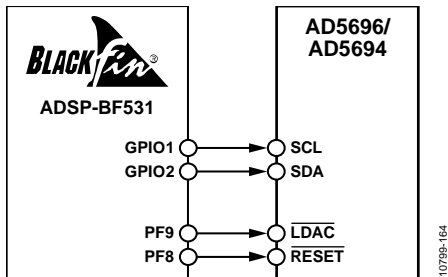 BLACKfin®
ADSP-BF531
AD5696/
AD5694
GPIO1
SCL
GPIO2
SDA
PF9
LDAC
PF8
RESET
10799-164